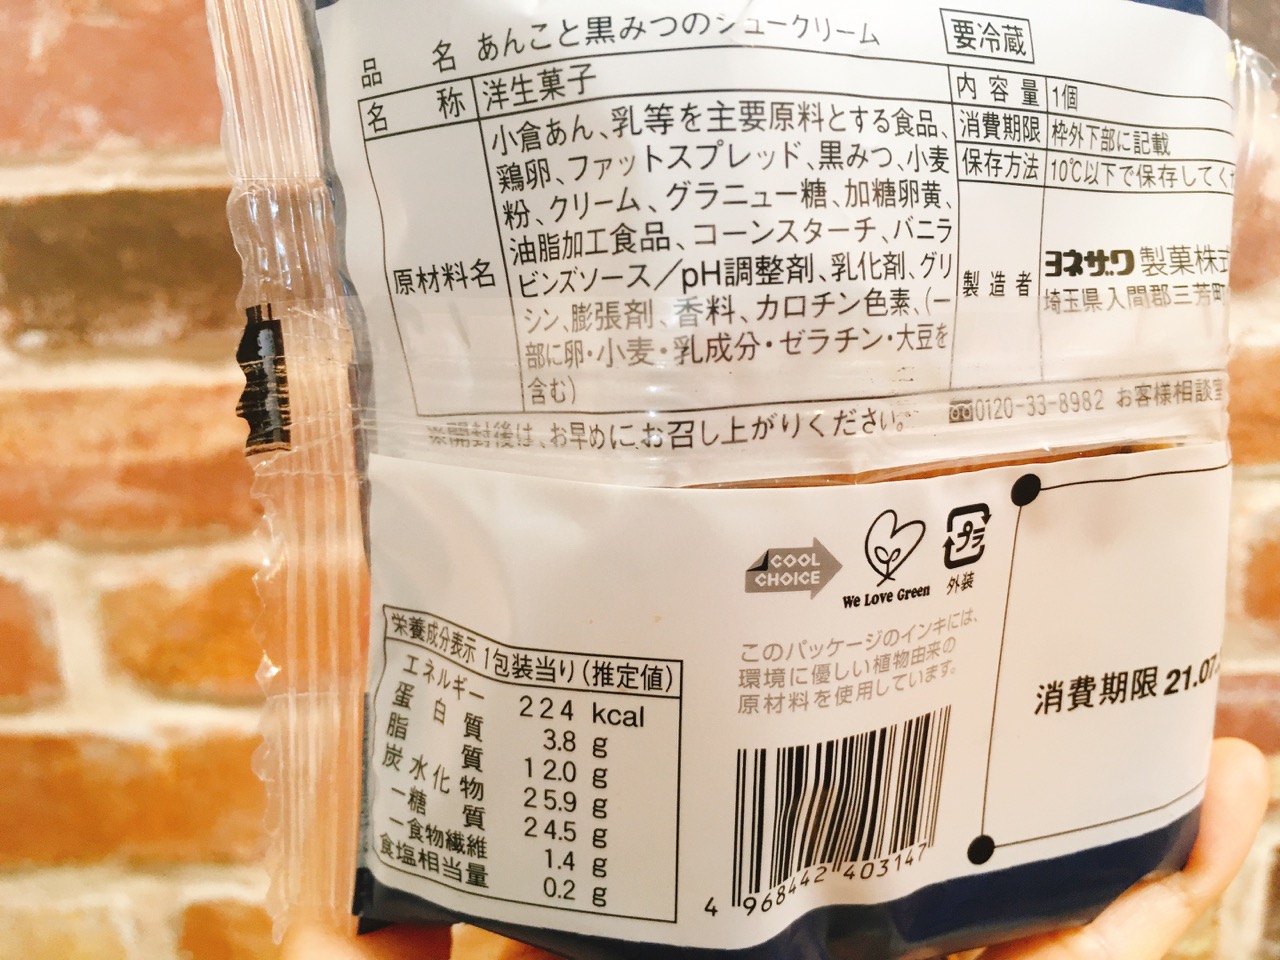 品名 あんこと黒みつのシュークリーム
要冷蔵
名称 洋生菓子
原材料名
小倉あん、乳等を主要原料とする食品、
鶏卵、ファットスプレッド、黒みつ、小麦
粉、クリーム、グラニュー糖、加糖卵黄、
油脂加工食品、コーンスターチ、バニラ
ビンズソース/pH調整剤、乳化剤、グリ
シン、膨張剤、香料、カロチン色素、(一
部に卵・小麦・乳成分・ゼラチン・大豆を
含む)
内容量 1個
消費期限 枠外下部に記載
保存方法 10℃以下で保存してく
製造者
ヨネザワ製菓株式
埼玉県入間郡三芳町
※開封後は、お早めにお召し上がりください。
0120-33-8982 お客様相談室
COOL
CHOICE
We Love Green
プラ
外装
このパッケージのインキには、
環境に優しい植物由来の
原材料を使用しています。
栄養成分表示 1包装当り(推定値)
エネルギー 224 kcal
蛋白質 3.8 g
脂質 12.0 g
炭水化物 25.9 g
-糖質 24.5 g
-食物繊維 1.4 g
食塩相当量 0.2 g
4 968442 403147
消費期限 21.07